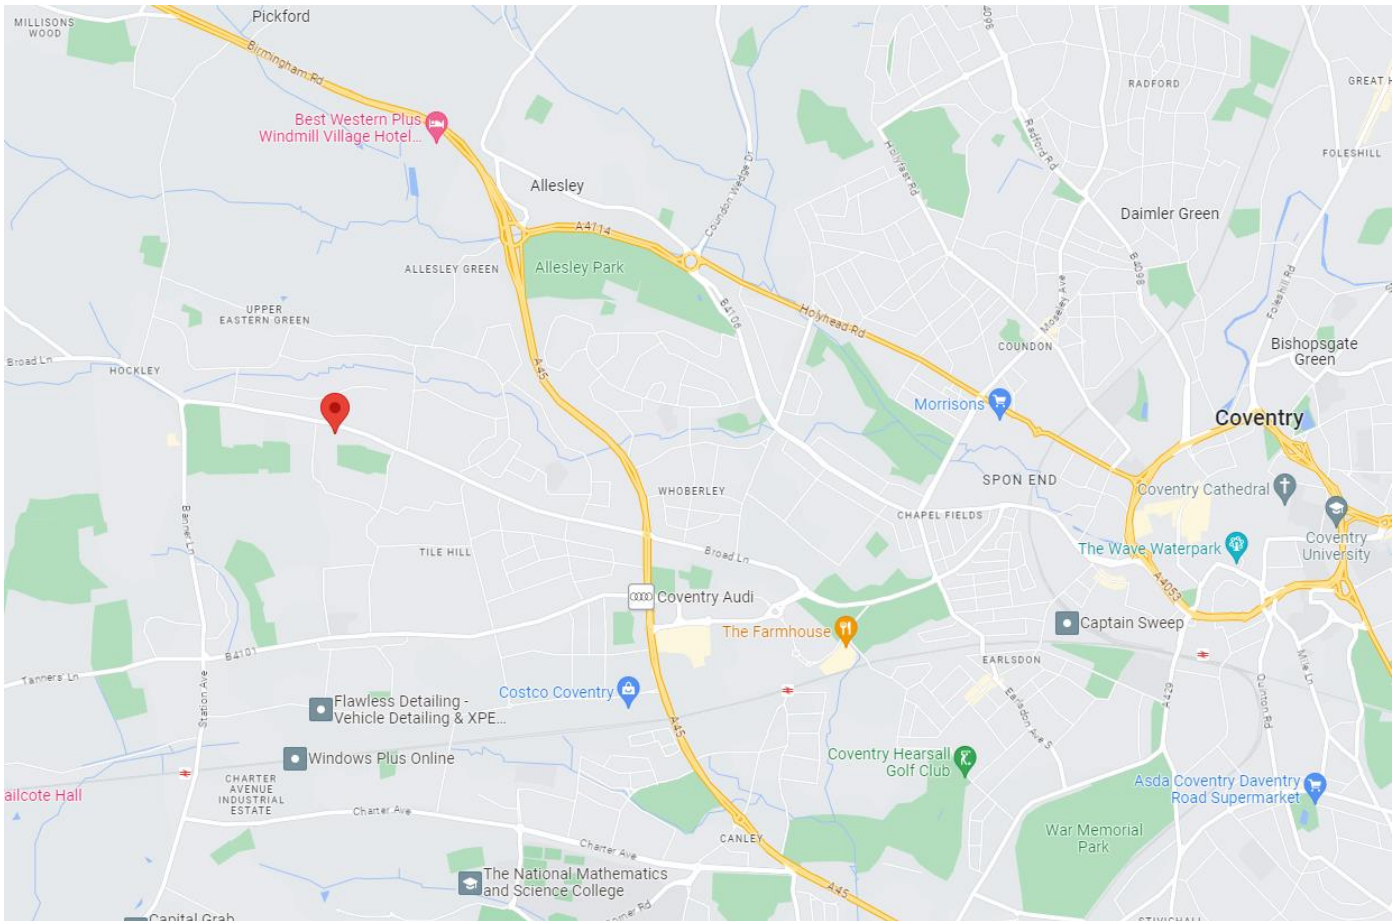 Pickford
MILLISONS
WOOD
Birmingham Rd
Best Western Plus
Windmill Village Hotel...
Allesley
Coundon Wedge Dr
Hollyfast Rd
Radford Rd
RADFORD
GREAT H
FOLESHILL
Daimler Green
A4114
Allesley Park
ALLESLEY GREEN
B4098
Foleshill Rd
UPPER
EASTERN GREEN
B4106
Holyhead Rd
Moseley Ave
COUNDON
Bishopsgate
Green
Broad Ln
HOCKLEY
A45
Morrisons
Coventry
WHOBERLEY
SPON END
Coventry Cathedral
CHAPEL FIELDS
Banner Ln
TILE HILL
Broad Ln
The Wave Waterpark
Coventry
University
A4053
Coventry Audi
The Farmhouse
Captain Sweep
B4101
EARLSDON
Tanners' Ln
Station Ave
Costco Coventry
Flawless Detailing -
Vehicle Detailing & XPE...
Earlsdon Ave S
A429
Quinton Rd
Mile Ln
A45
Windows Plus Online
Coventry Hearsall
Golf Club
ailcote Hall
CHARTER
AVENUE
INDUSTRIAL
ESTATE
Charter Ave
Asda Coventry Daventry
Road Supermarket
CANLEY
War Memorial
Park
Charter Ave
The National Mathematics
and Science College
A45
Capital Grab
STIVICHALL